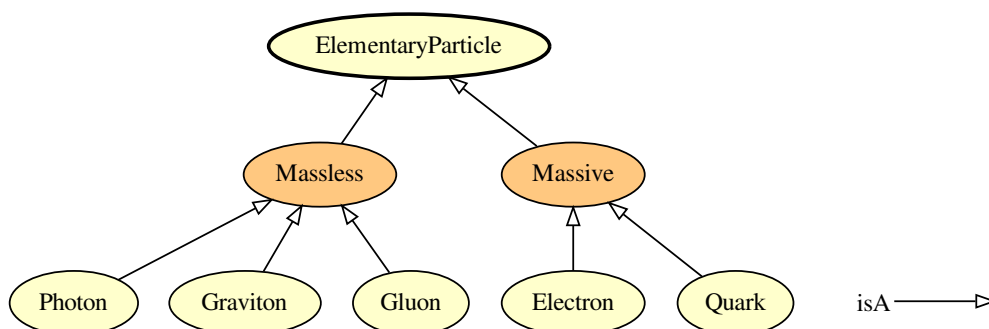 ElementaryParticle
Massless
Massive
Photon
Graviton
Gluon
Electron
Quark
isA